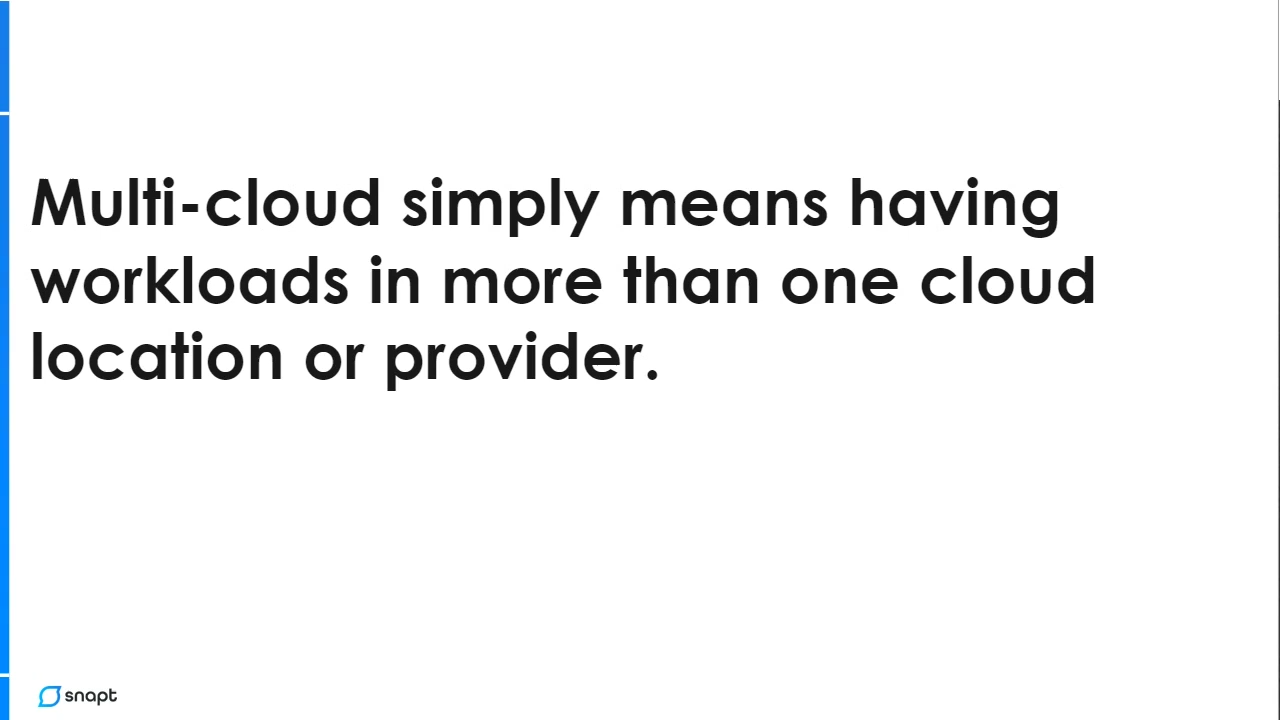 Multi-cloud simply means having
workloads in more than one cloud
location or provider.
snapt